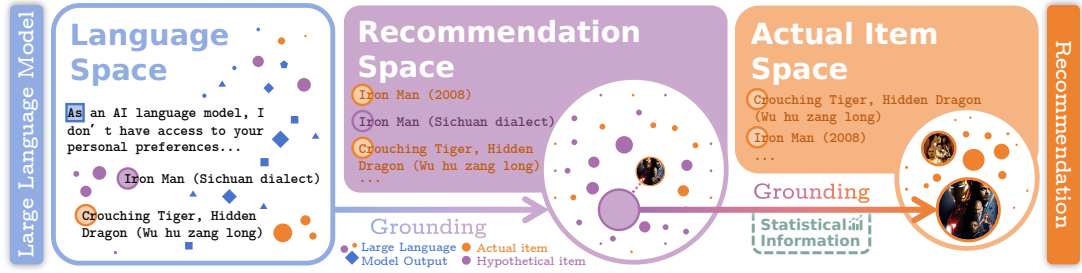 Large Language Model
Language
Space
As an AI language model, I
don't have access to your
personal preferences...
Iron Man (Sichuan dialect)
Crouching Tiger, Hidden
Dragon (Wu hu zang long)
Recommendation
Space
Iron Man (2008)
Iron Man (Sichuan dialect)
Crouching Tiger, Hidden
Dragon (Wu hu zang long)
...
Grounding
Large Language
Model Output
Actual item
Hypothetical item
Actual Item
Space
Crouching Tiger, Hidden Dragon
(Wu hu zang long)
Iron Man (2008)
...
Grounding
Statistical
Information
Recommendation